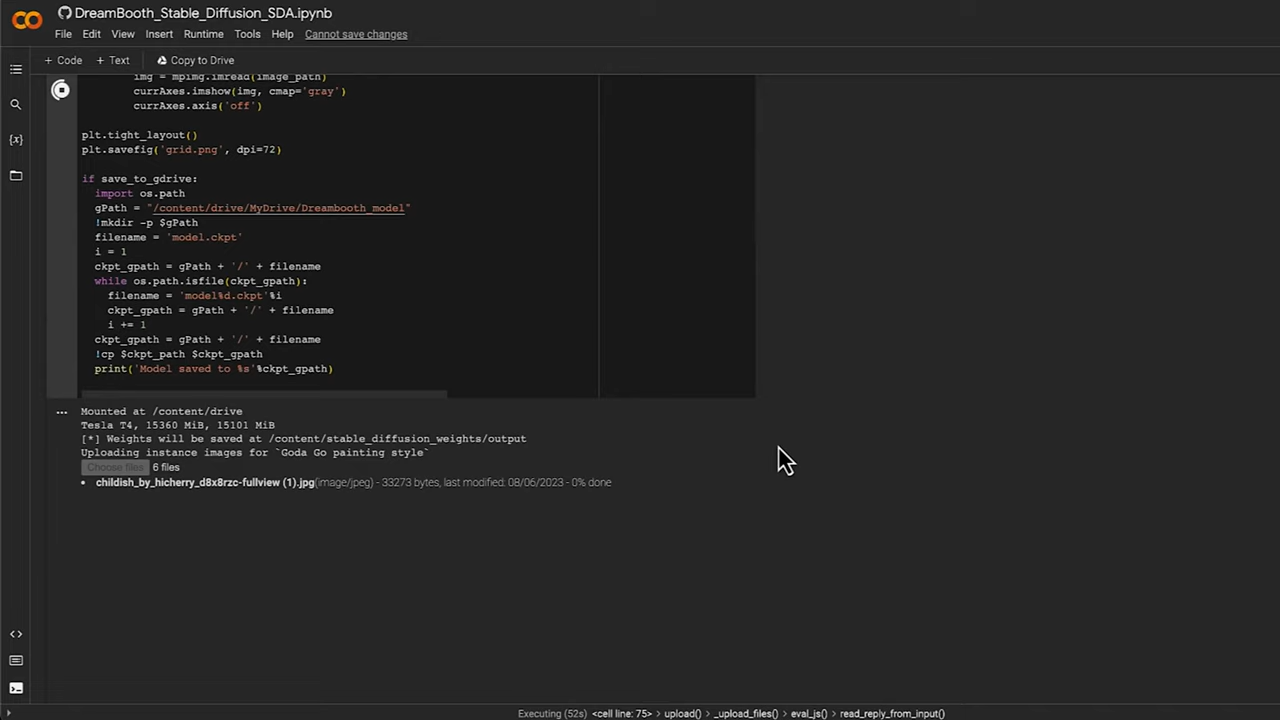 DreamBooth_Stable_Diffusion_SDA.ipynb
File Edit View Insert Runtime Tools Help Cannot save changes
+ Code + Text Copy to Drive
img = mpimg.imread(image_path)
currAxes.imshow(img, cmap='gray')
currAxes.axis('off')
plt.tight_layout()
plt.savefig('grid.png', dpi=72)
if save_to_gdrive:
import os.path
gPath = "/content/drive/MyDrive/Dreambooth_model"
!mkdir -p $gPath
filename = 'model.ckpt'
i = 1
ckpt_gpath = gPath + '/' + filename
while os.path.isfile(ckpt_gpath):
filename = 'model%d.ckpt'%i
ckpt_gpath = gPath + '/' + filename
i += 1
ckpt_gpath = gPath + '/' + filename
!cp $ckpt_path $ckpt_gpath
print('Model saved to %s'%ckpt_gpath)
Mounted at /content/drive
Tesla T4, 15360 MiB, 15101 MiB
[*] Weights will be saved at /content/stable_diffusion_weights/output
Uploading instance images for `Goda Go painting style`
Choose files 6 files
childish_by_hicherry_d8x8rzc-fullview (1).jpg(image/jpeg) - 33273 bytes, last modified: 08/06/2023 - 0% done
Executing (52s) <cell line: 75> > upload() > _upload_files() > eval_js() > read_reply_from_input()